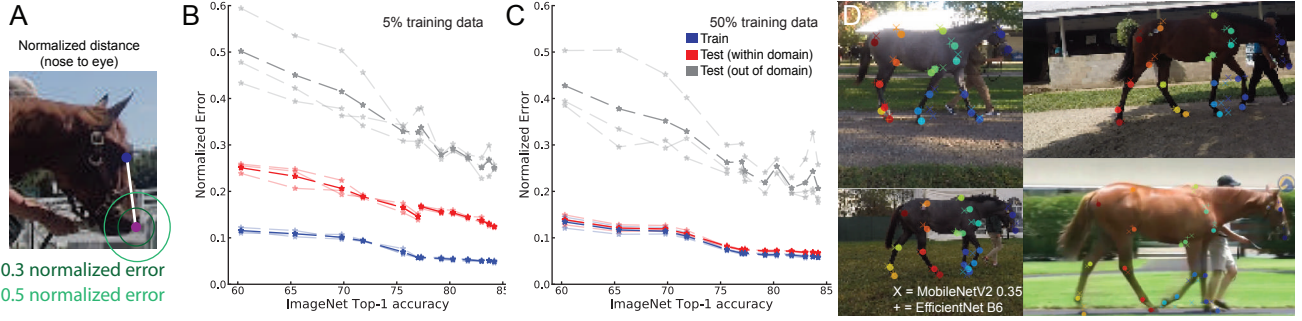 A
Normalized distance
(nose to eye)
0.3 normalized error
0.5 normalized error
B
5% training data
Normalized Error
0.6
0.5
0.4
0.3
0.2
0.1
0.0
60
65
70
75
80
85
ImageNet Top-1 accuracy
C
50% training data
Train
Test (within domain)
Test (out of domain)
Normalized Error
0.6
0.5
0.4
0.3
0.2
0.1
0.0
60
65
70
75
80
85
ImageNet Top-1 accuracy
D
X = MobileNetV2 0.35
+ = EfficientNet B6